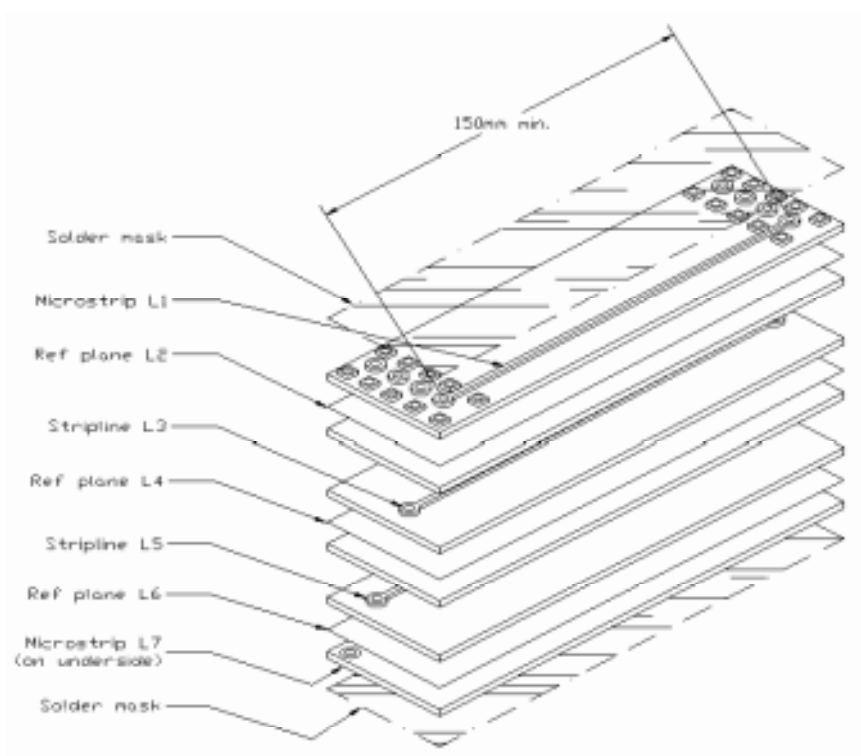 150mm min.
Solder mask
Microstrip L1
Ref plane L2
Stripline L3
Ref plane L4
Stripline L5
Ref plane L6
Microstrip L7
(on underside)
Solder mask